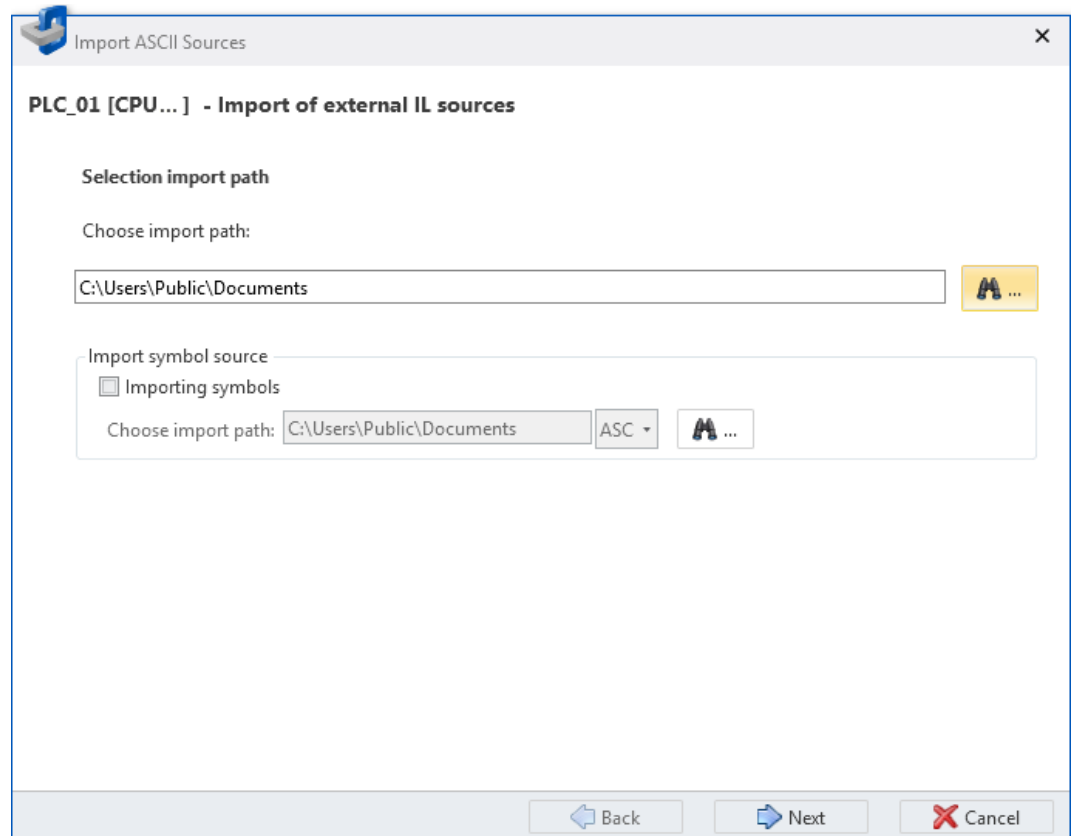 Import ASCII Sources
PLC_01 [CPU... ] - Import of external IL sources
Selection import path
Choose import path:
C:\Users\Public\Documents ...
Import symbol source
Importing symbols
Choose import path: C:\Users\Public\Documents ASC ...
Back Next Cancel